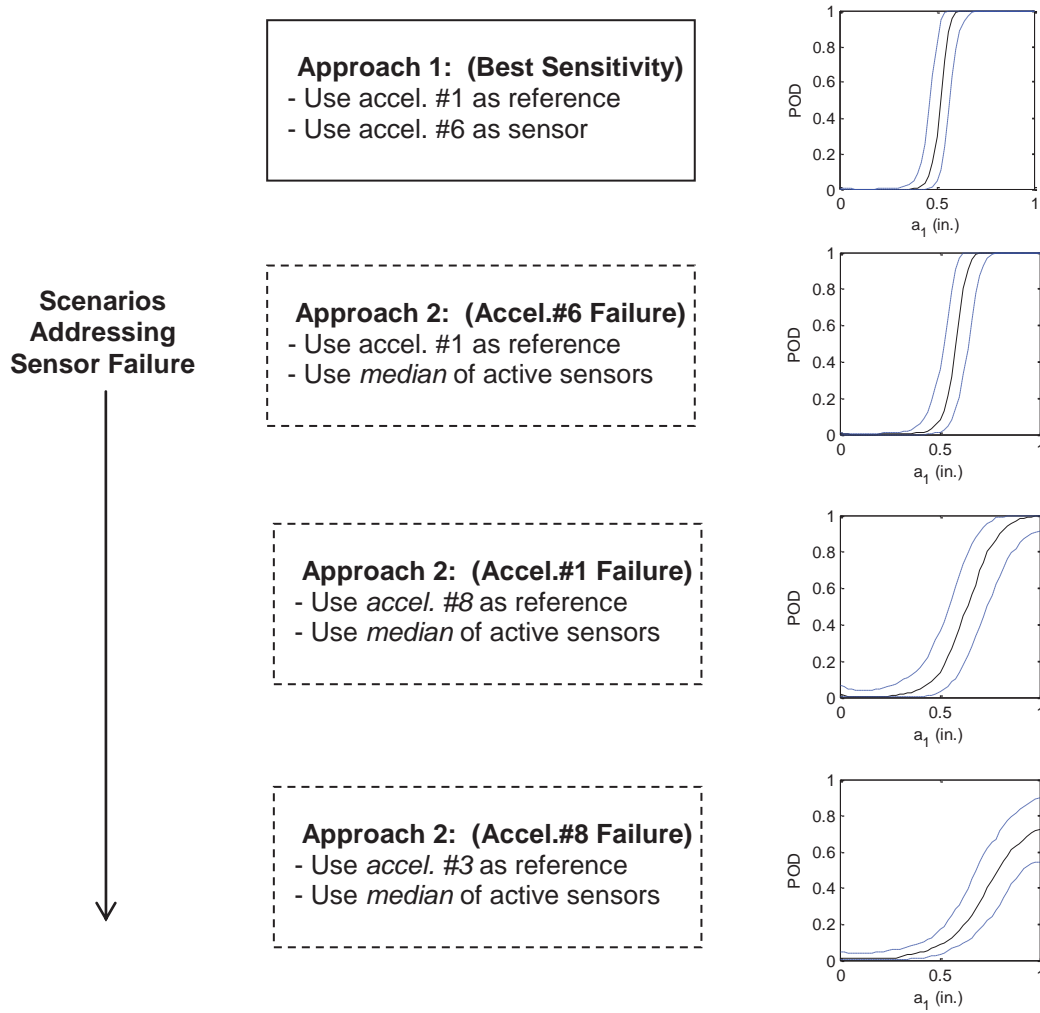 Approach 1: (Best Sensitivity)
- Use accel. #1 as reference
- Use accel. #6 as sensor
1
0.8
0.6
0.4
0.2
0
POD
0
0.5
1
a1 (in.)
Scenarios
Addressing
Sensor Failure
Approach 2: (Accel.#6 Failure)
- Use accel. #1 as reference
- Use median of active sensors
1
0.8
0.6
0.4
0.2
0
POD
0
0.5
1
a1 (in.)
Approach 2: (Accel.#1 Failure)
- Use accel. #8 as reference
- Use median of active sensors
1
0.8
0.6
0.4
0.2
0
POD
0
0.5
1
a1 (in.)
Approach 2: (Accel.#8 Failure)
- Use accel. #3 as reference
- Use median of active sensors
1
0.8
0.6
0.4
0.2
0
POD
0
0.5
1
a1 (in.)